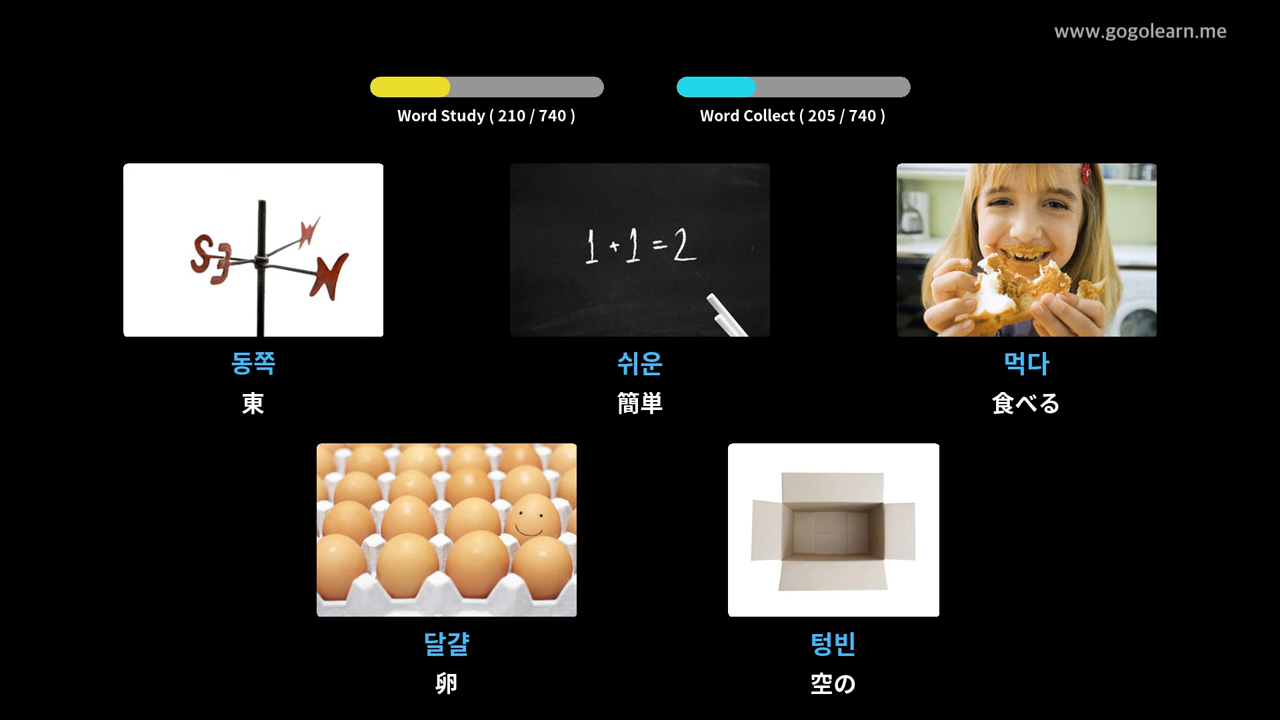 www.gogolearn.me
Word Study ( 210 / 740 )
Word Collect ( 205 / 740 )
S E N W
1 + 1 = 2
동쪽
쉬운
먹다
東
簡単
食べる
달걀
텅빈
卵
空の